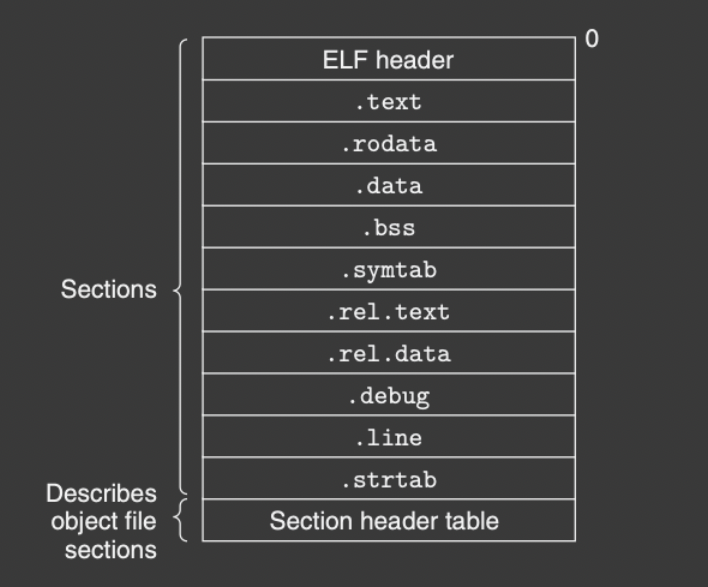 0
ELF header
.text
.rodata
.data
.bss
.symtab
Sections
.rel.text
.rel.data
.debug
.line
.strtab
Describes
object file
sections
Section header table